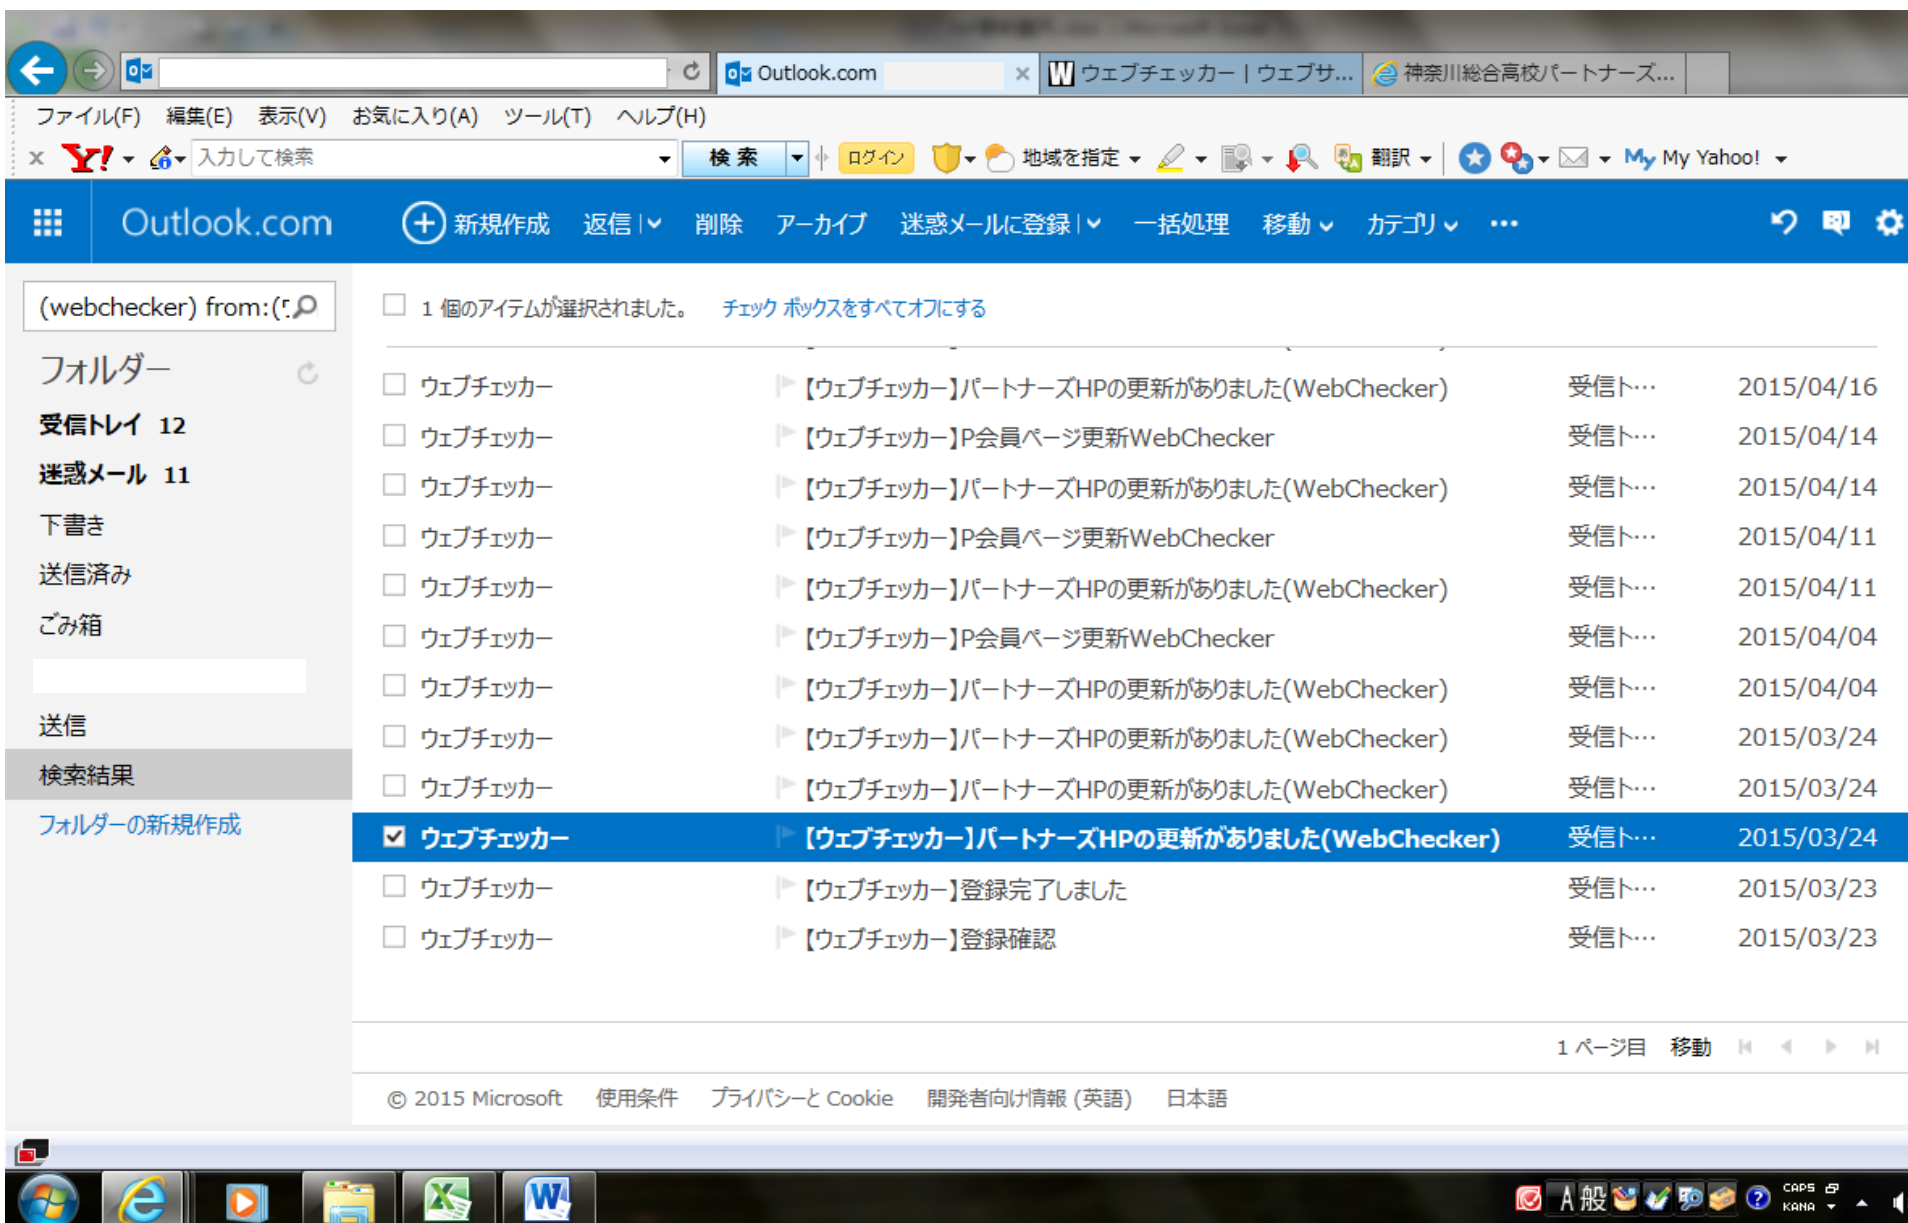 Outlook.com
ウェブチェッカー | ウェブサ...
神奈川総合高校パートナーズ...
ファイル(F) 編集(E) 表示(V) お気に入り(A) ツール(T) ヘルプ(H)
Y! 入力して検索 検索 ログイン 地域を指定 翻訳 My My Yahoo!
Outlook.com 新規作成 返信 削除 アーカイブ 迷惑メールに登録 一括処理 移動 カテゴリ
(webchecker) from:(
フォルダー
受信トレイ 12
迷惑メール 11
下書き
送信済み
ごみ箱
送信
検索結果
フォルダーの新規作成
1 個のアイテムが選択されました。 チェック ボックスをすべてオフにする
ウェブチェッカー 【ウェブチェッカー】パートナーズHPの更新がありました(WebChecker) 受信ト… 2015/04/16
ウェブチェッカー 【ウェブチェッカー】P会員ページ更新WebChecker 受信ト… 2015/04/14
ウェブチェッカー 【ウェブチェッカー】パートナーズHPの更新がありました(WebChecker) 受信ト… 2015/04/14
ウェブチェッカー 【ウェブチェッカー】P会員ページ更新WebChecker 受信ト… 2015/04/11
ウェブチェッカー 【ウェブチェッカー】パートナーズHPの更新がありました(WebChecker) 受信ト… 2015/04/11
ウェブチェッカー 【ウェブチェッカー】P会員ページ更新WebChecker 受信ト… 2015/04/04
ウェブチェッカー 【ウェブチェッカー】パートナーズHPの更新がありました(WebChecker) 受信ト… 2015/04/04
ウェブチェッカー 【ウェブチェッカー】パートナーズHPの更新がありました(WebChecker) 受信ト… 2015/03/24
ウェブチェッカー 【ウェブチェッカー】パートナーズHPの更新がありました(WebChecker) 受信ト… 2015/03/24
ウェブチェッカー 【ウェブチェッカー】パートナーズHPの更新がありました(WebChecker) 受信ト… 2015/03/24
ウェブチェッカー 【ウェブチェッカー】登録完了しました 受信ト… 2015/03/23
ウェブチェッカー 【ウェブチェッカー】登録確認 受信ト… 2015/03/23
1 ページ目 移動
© 2015 Microsoft 使用条件 プライバシーと Cookie 開発者向け情報 (英語) 日本語
A 般 CAPS
KANA